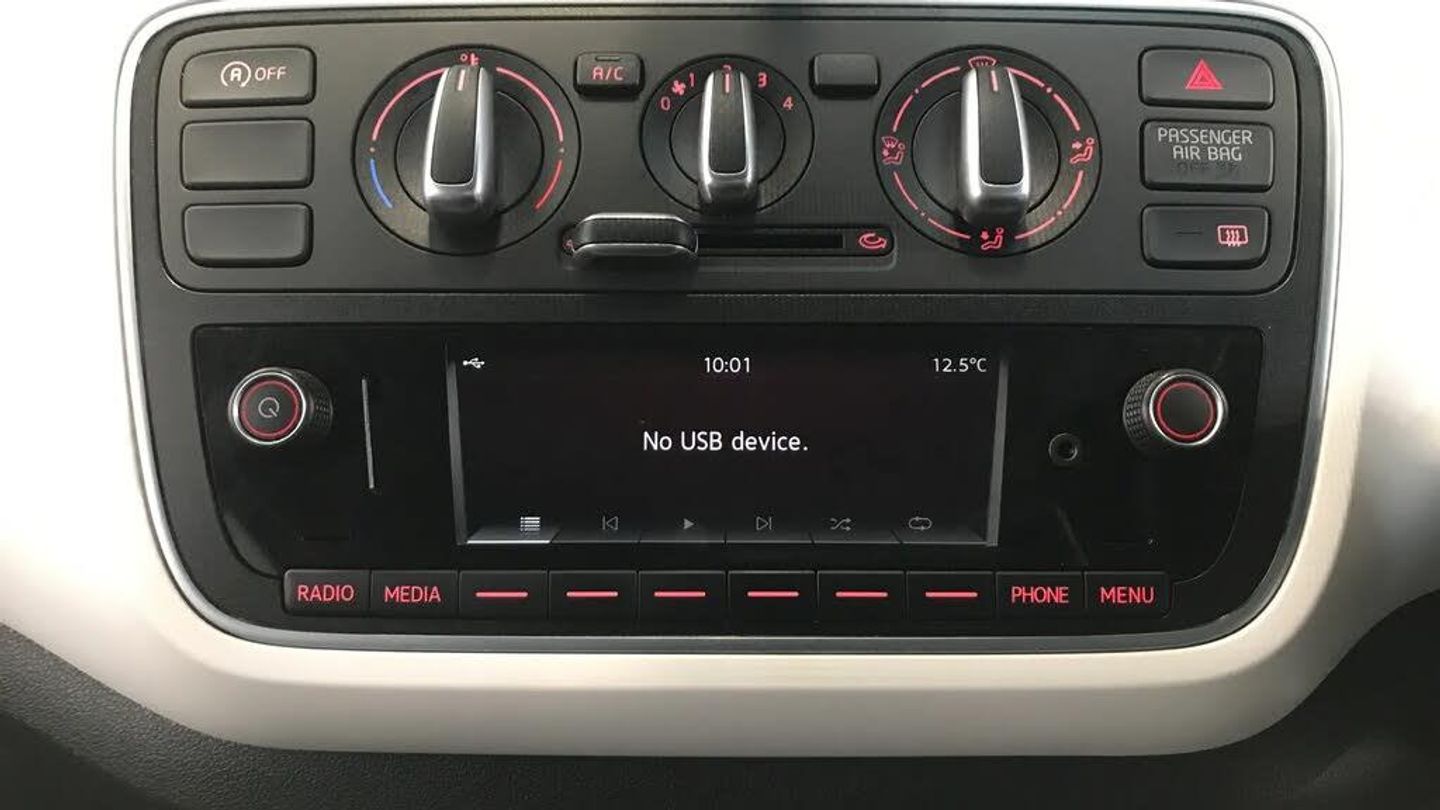 A OFF
A/C
0 1 2 3 4
PASSENGER
AIR BAG
10:01
12.5°C
No USB device.
RADIO
MEDIA
PHONE
MENU